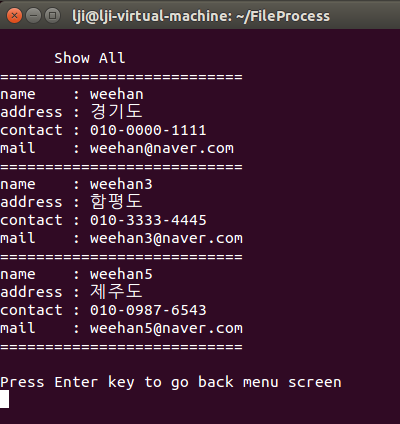 lji@lji-virtual-machine: ~/FileProcess
Show All
===========================
name    : weehan
address : 경기도
contact : 010-0000-1111
mail    : weehan@naver.com
===========================
name    : weehan3
address : 함평도
contact : 010-3333-4445
mail    : weehan3@naver.com
===========================
name    : weehan5
address : 제주도
contact : 010-0987-6543
mail    : weehan5@naver.com
===========================
Press Enter key to go back menu screen